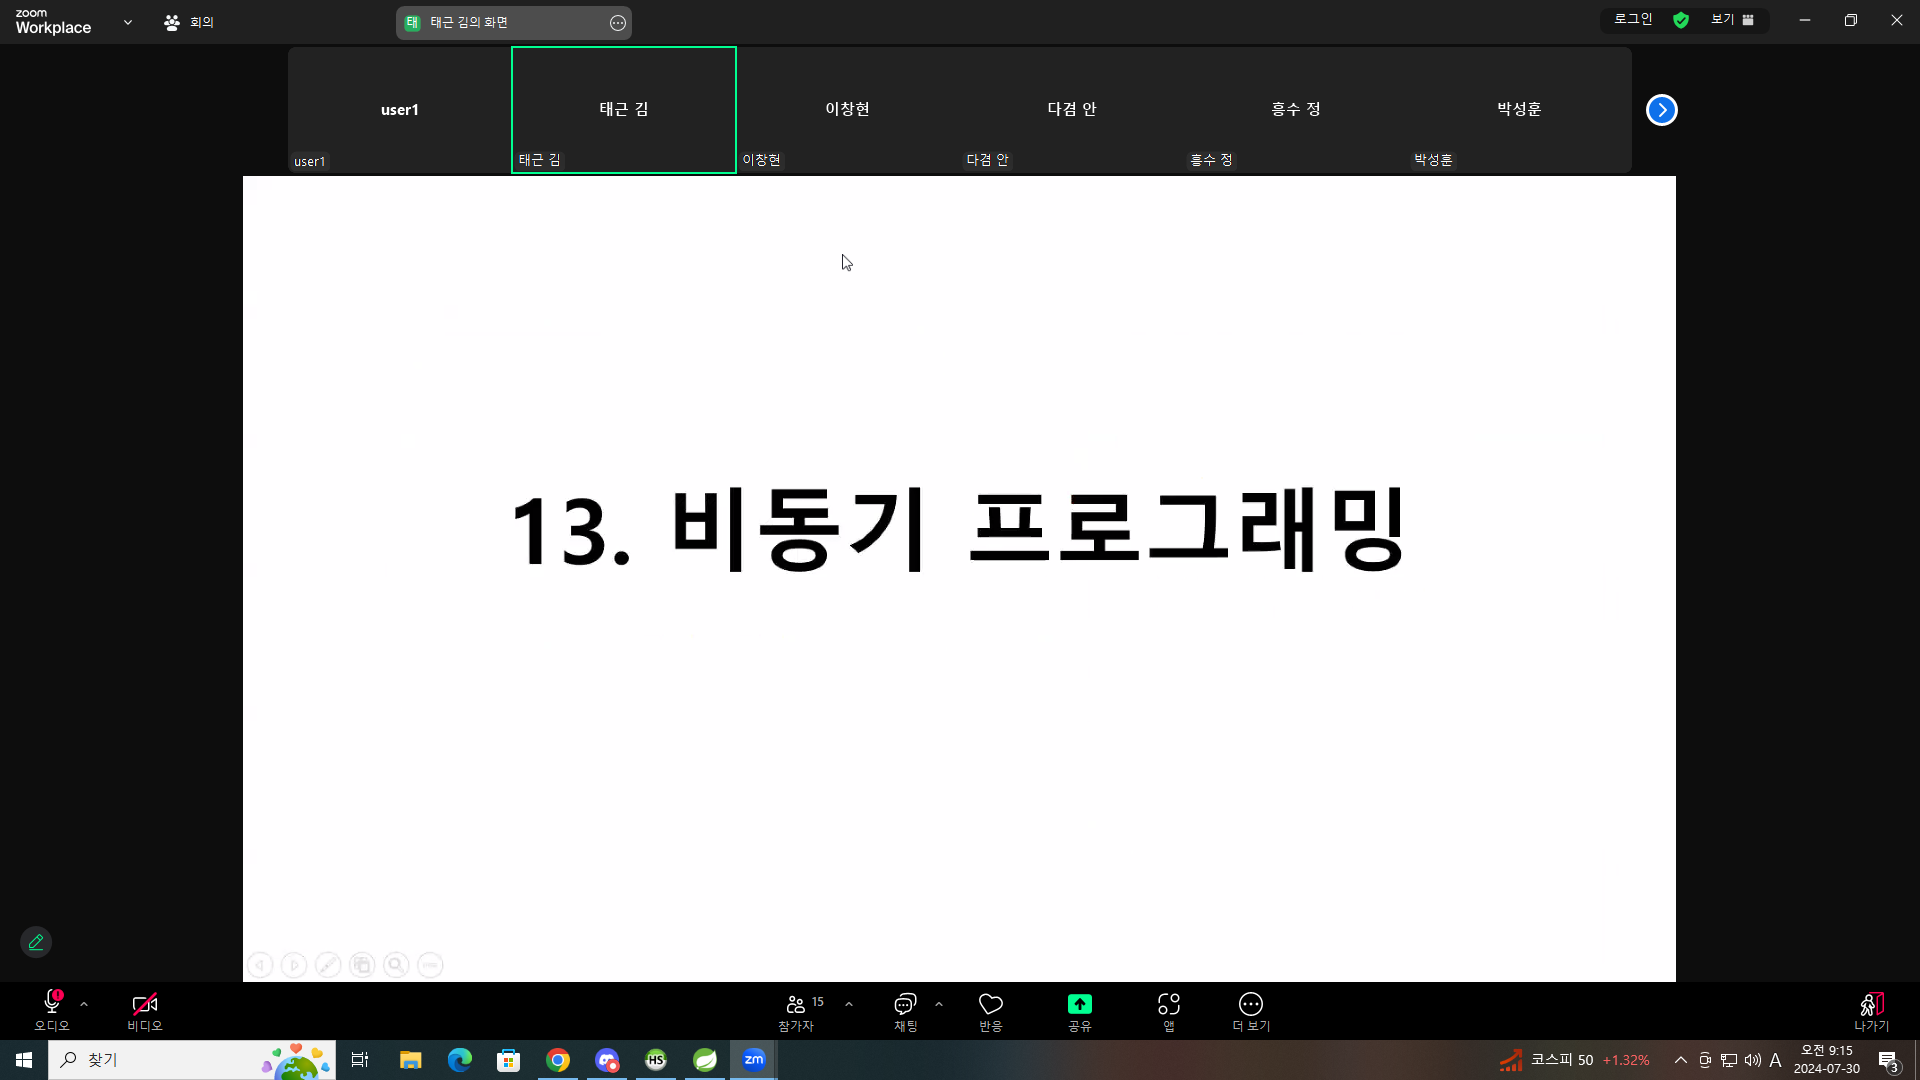 zoom
Workplace
회의
태 태근 김의 화면
로그인
보기
user1
태근 김
이창현
다겸 안
흥수 정
박성훈
user1
태근 김
이창현
다겸 안
흥수 정
박성훈
13. 비동기 프로그래밍
오디오
비디오
15
참가자
채팅
반응
공유
앱
더 보기
나가기
찾기
HS
zm
코스피 50 +1.32%
A
오전 9:15
2024-07-30
3